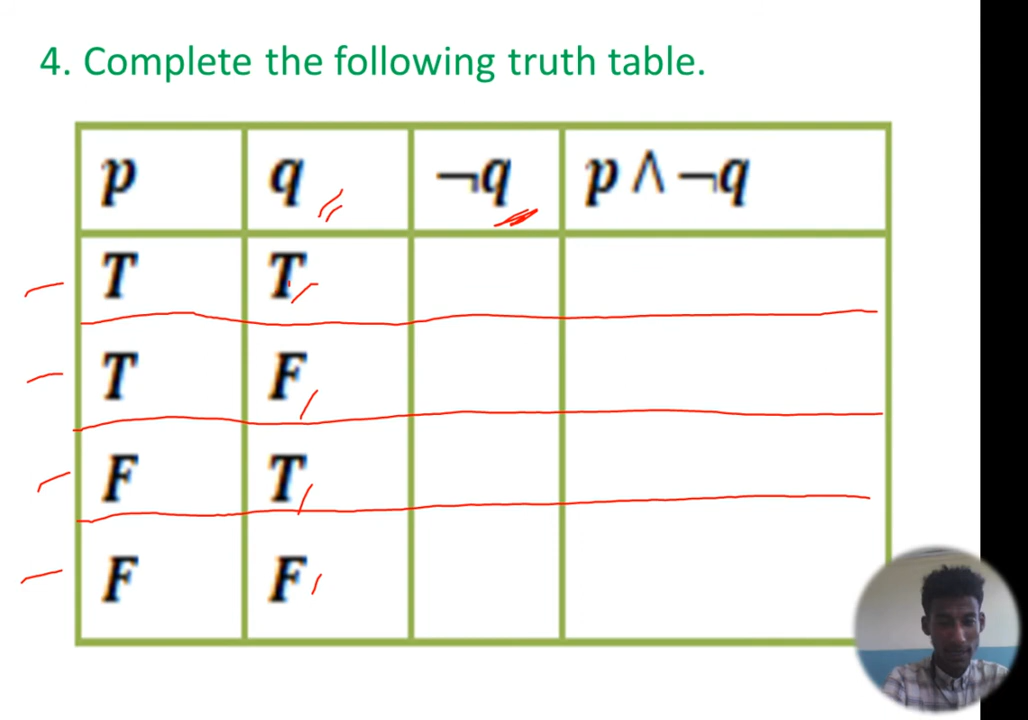 4. Complete the following truth table.
p q ¬q p ∧ ¬q
T T
T F
F T
F F